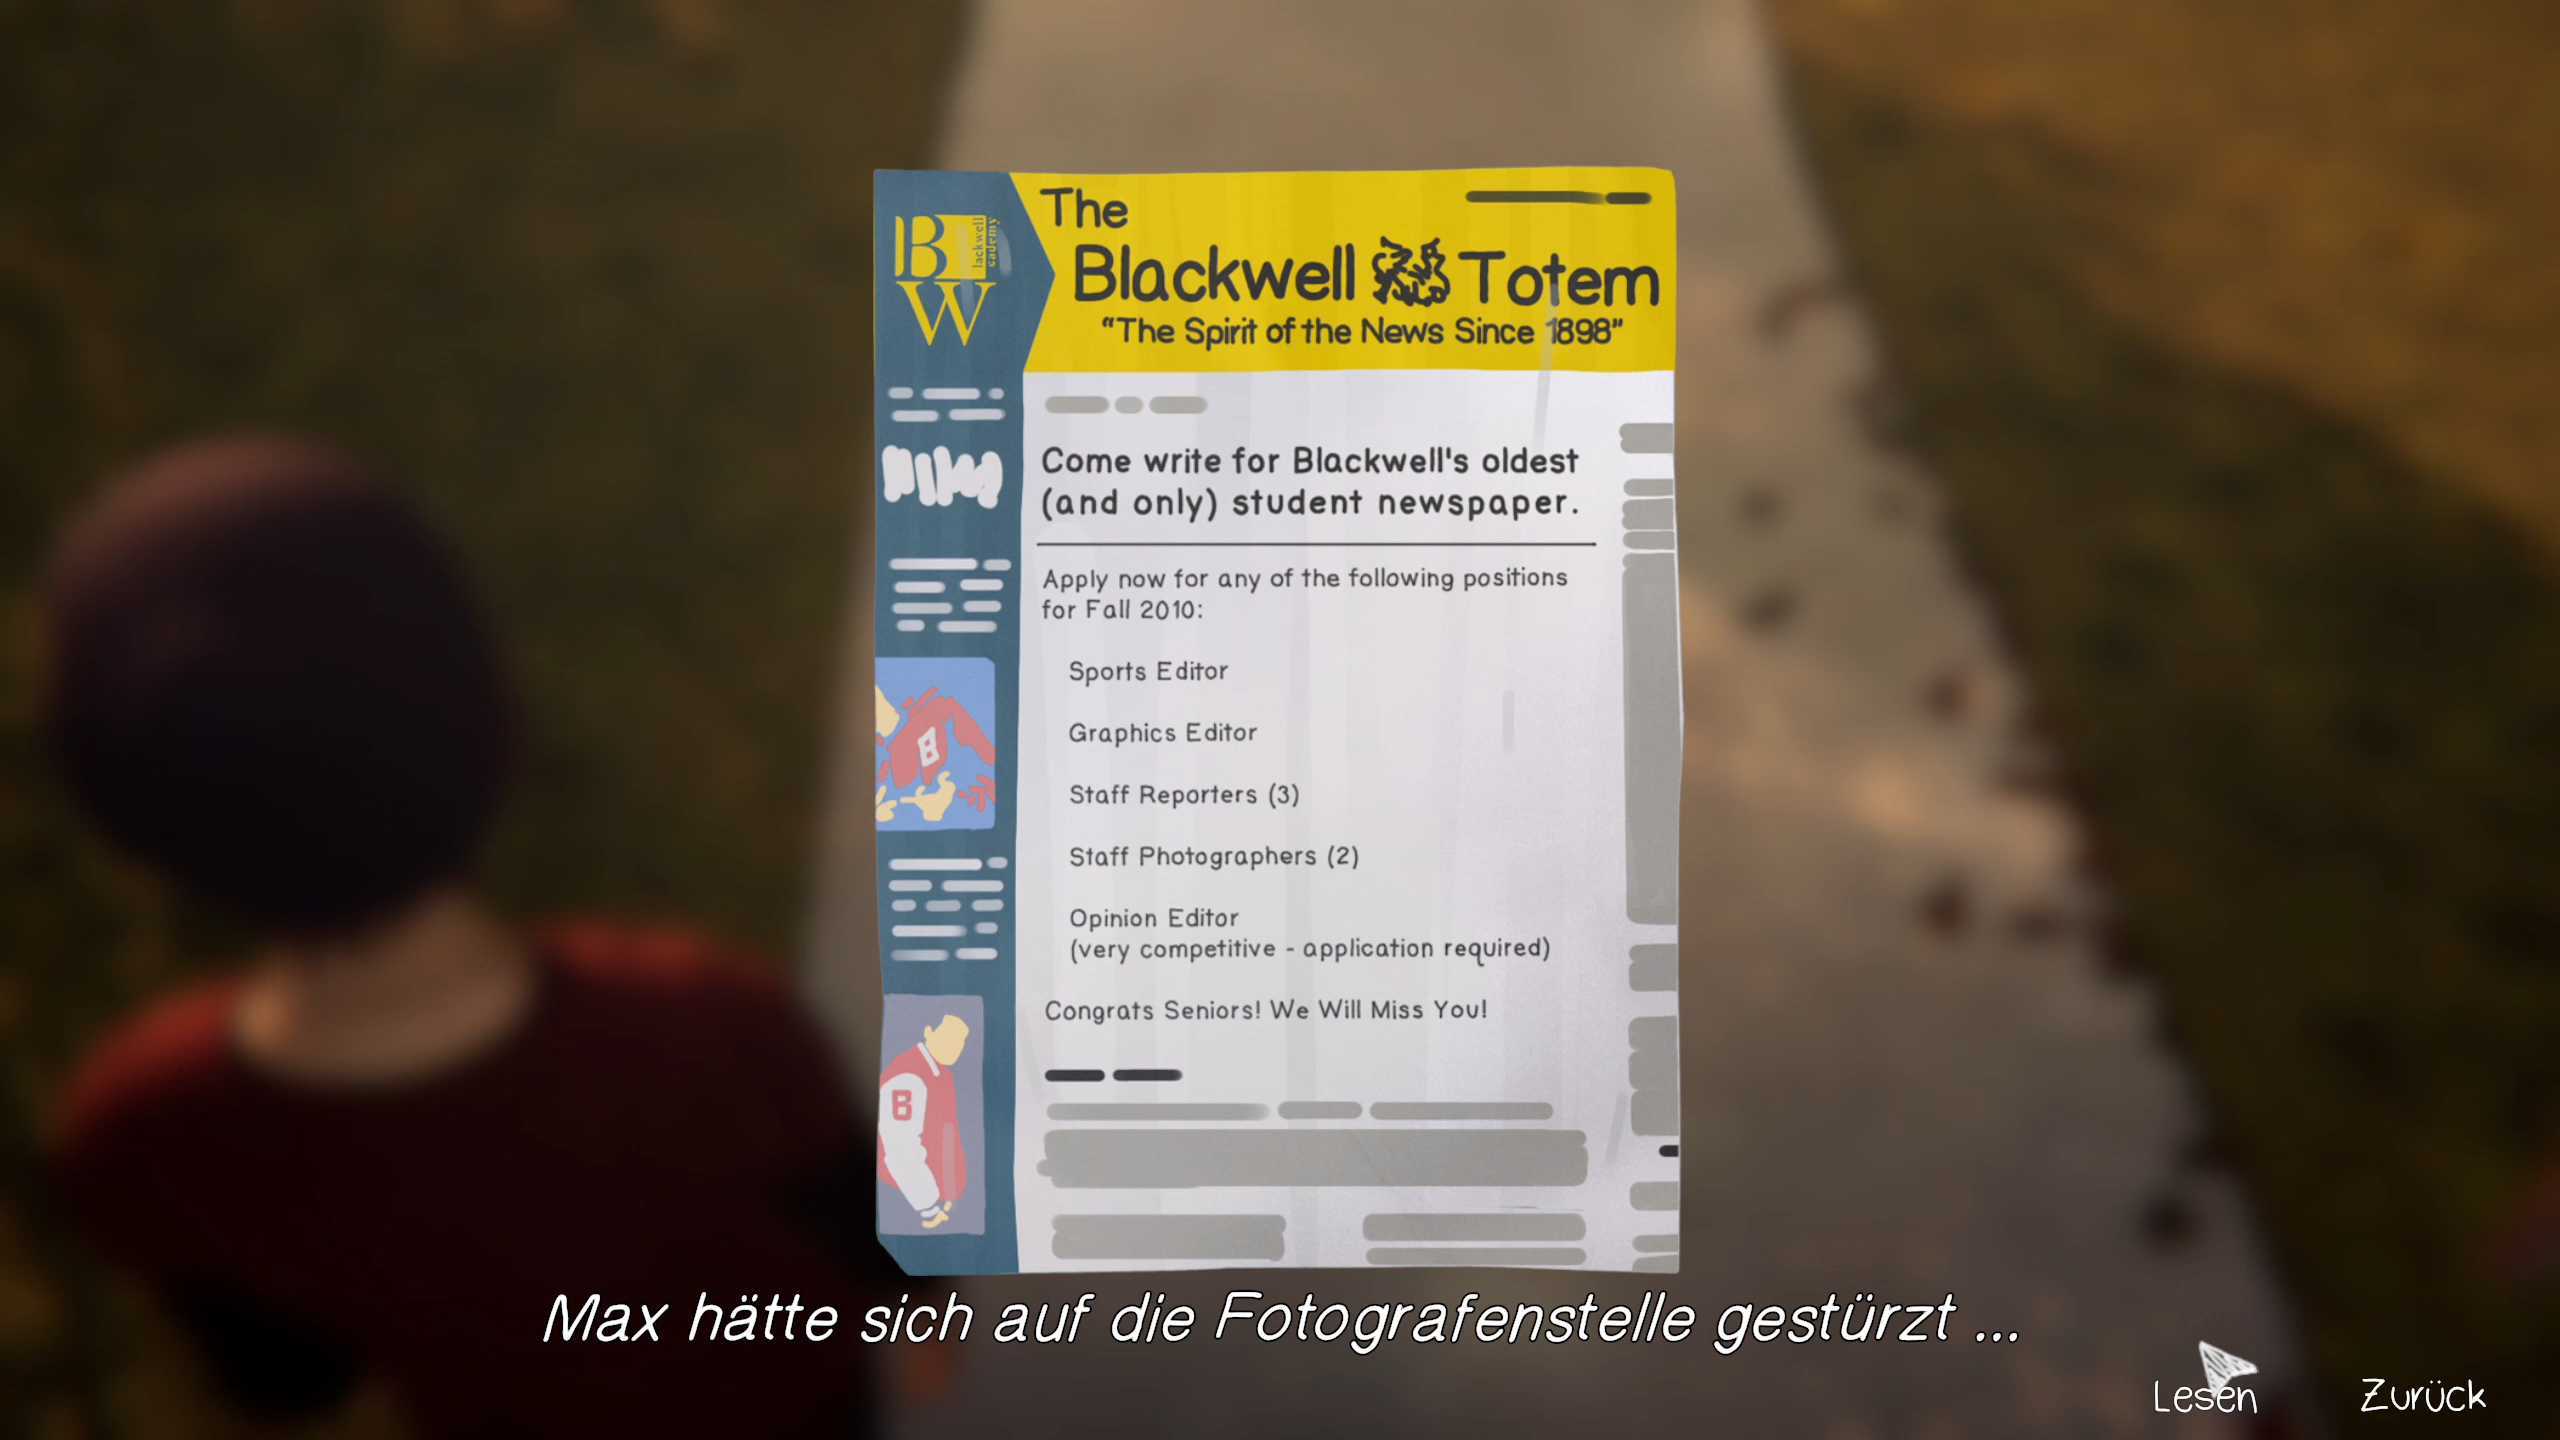 The
Blackwell Totem
"The Spirit of the News Since 1898"
B lackwell cademy
W
Come write for Blackwell's oldest
(and only) student newspaper.
Apply now for any of the following positions
for Fall 2010:
Sports Editor
Graphics Editor
Staff Reporters (3)
Staff Photographers (2)
Opinion Editor
(very competitive - application required)
Congrats Seniors! We Will Miss You!
B
B
Max hätte sich auf die Fotografenstelle gestürzt ...
Lesen Zurück